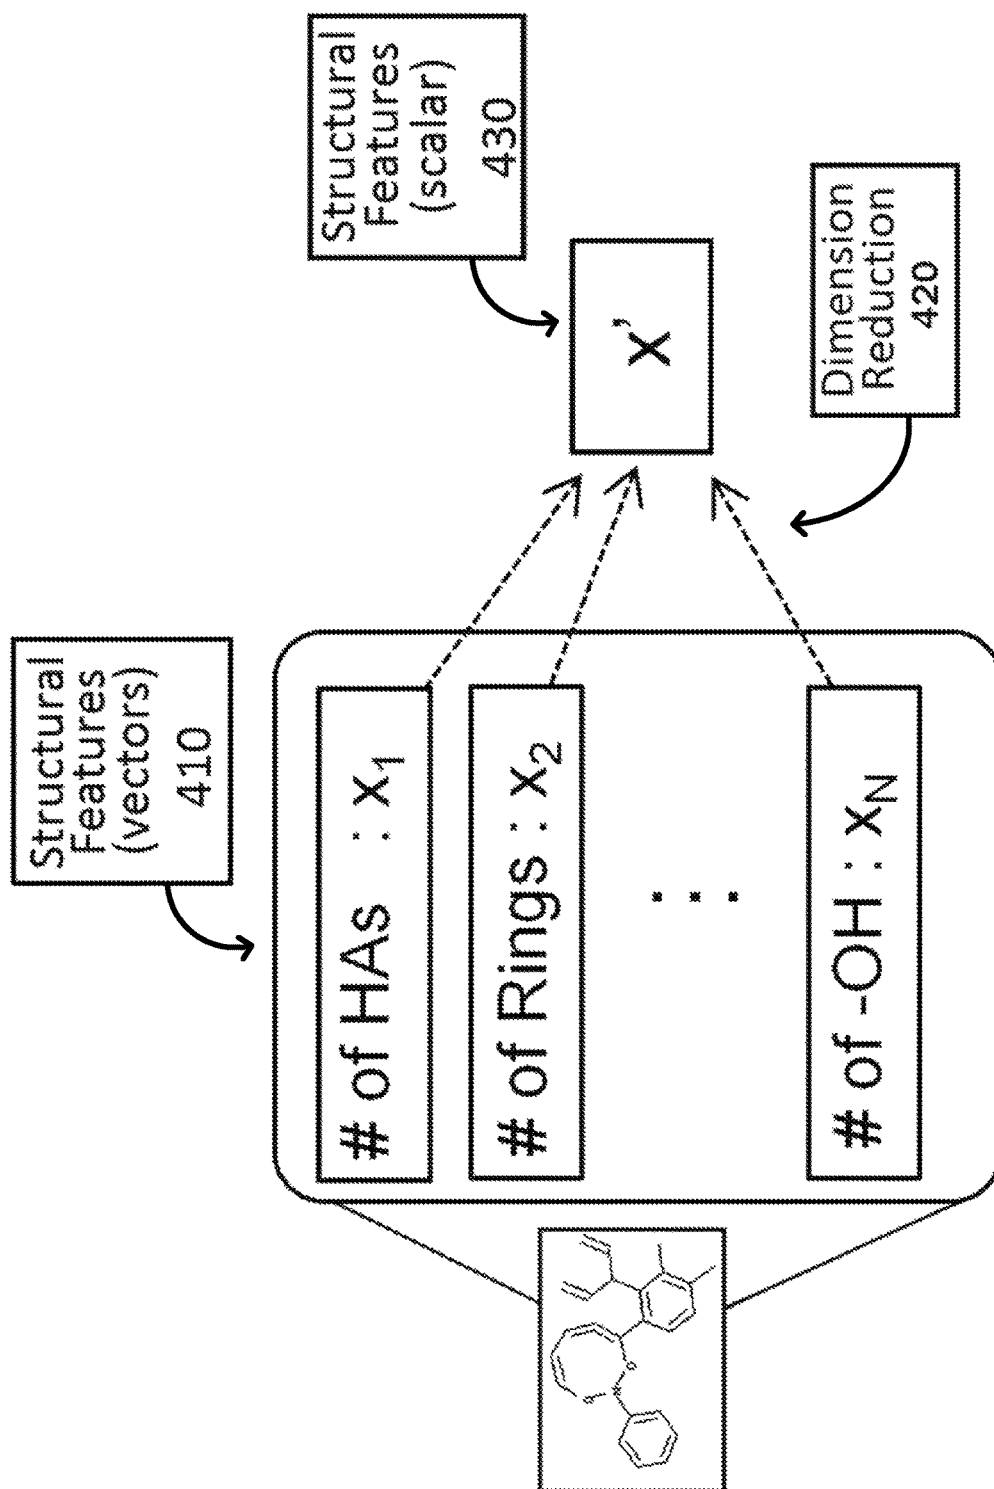 Structural
Features
(vectors)
410
# of HAs : x₁
# of Rings : x₂
. . .
# of -OH : x_N
x'
Structural
Features
(scalar)
430
Dimension
Reduction
420